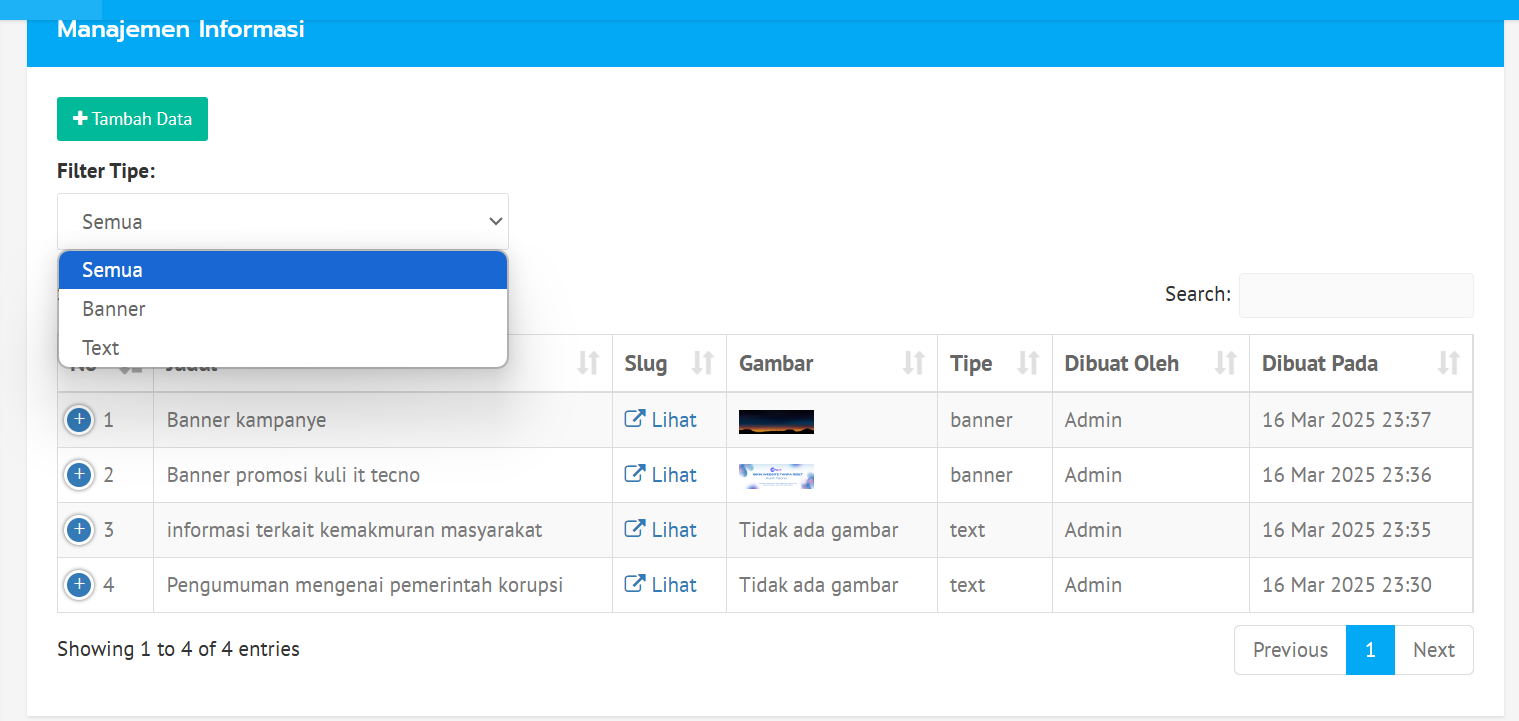 Manajemen Informasi
Tambah Data
Filter Tipe:
Semua
Semua
Banner
Text
Search:
No Judul Slug Gambar Tipe Dibuat Oleh Dibuat Pada
1 Banner kampanye Lihat banner Admin 16 Mar 2025 23:37
2 Banner promosi kuli it tecno Lihat banner Admin 16 Mar 2025 23:36
3 informasi terkait kemakmuran masyarakat Lihat Tidak ada gambar text Admin 16 Mar 2025 23:35
4 Pengumuman mengenai pemerintah korupsi Lihat Tidak ada gambar text Admin 16 Mar 2025 23:30
Showing 1 to 4 of 4 entries
Previous 1 Next